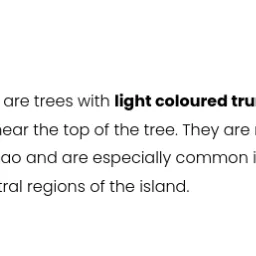 are trees with light coloured tru
near the top of the tree. They are
ao and are especially common i
tral regions of the island.